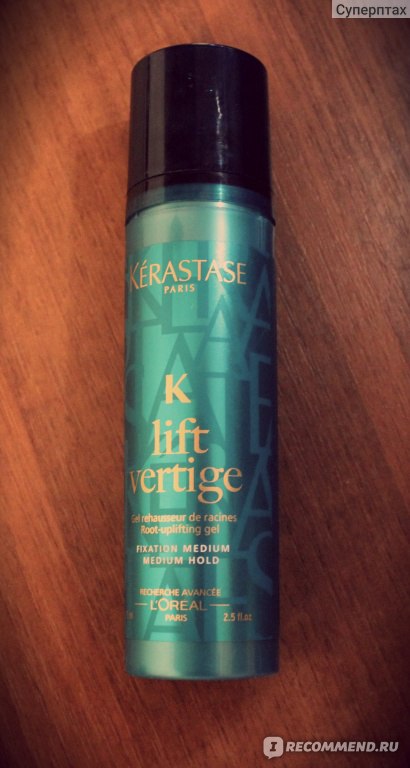 Суперптах
KÉRASTASE
PARIS
K
lift
vertige
Gel rehausseur de racines
Root-uplifting gel
FIXATION MEDIUM
MEDIUM HOLD
RECHERCHE AVANCÉE
L'ORÉAL
PARIS
2.5 fl.oz
IRECOMMEND.RU